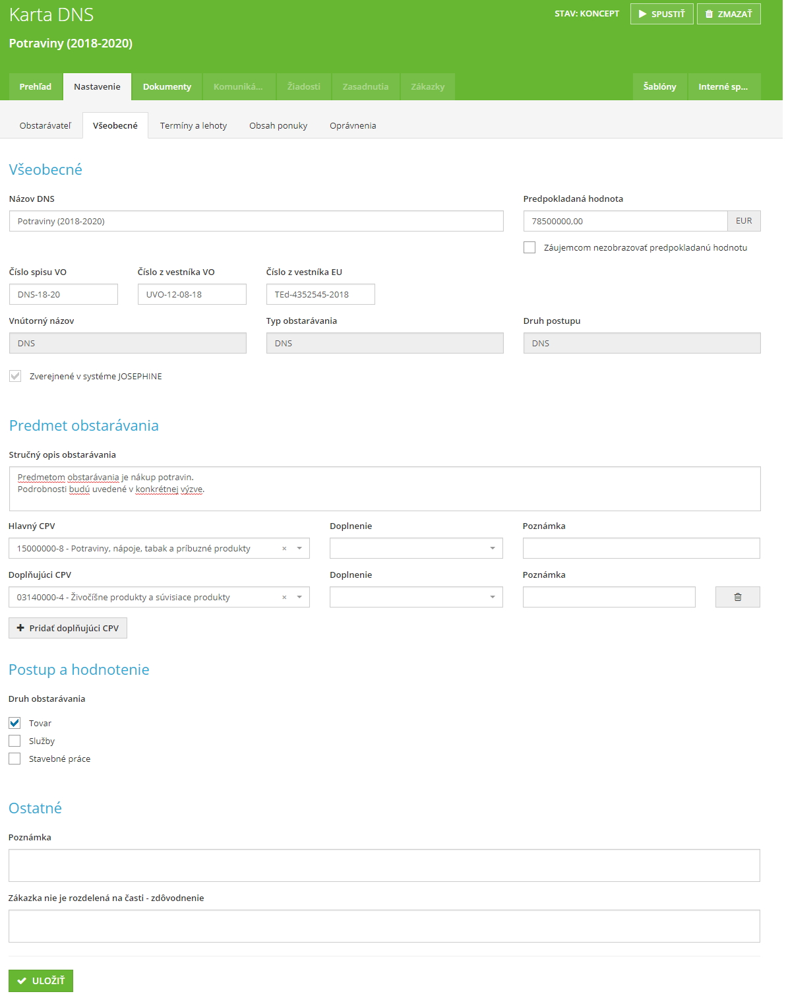 Karta DNS
STAV: KONCEPT
SPUSTIŤ
ZMAZAŤ
Potraviny (2018-2020)
Prehľad
Nastavenie
Dokumenty
Komuniká...
Žiadosti
Zasadnutia
Zákazky
Šablóny
Interné sp...
Obstarávateľ
Všeobecné
Termíny a lehoty
Obsah ponuky
Oprávnenia
Všeobecné
Názov DNS
Predpokladaná hodnota
Potraviny (2018-2020)
78500000,00
EUR
Záujemcom nezobrazovať predpokladanú hodnotu
Číslo spisu VO
Číslo z vestníka VO
Číslo z vestníka EU
DNS-18-20
UVO-12-08-18
TEd-4352545-2018
Vnútorný názov
Typ obstarávania
Druh postupu
DNS
DNS
DNS
Zverejnené v systéme JOSEPHINE
Predmet obstarávania
Stručný opis obstarávania
Predmetom obstarávania je nákup potravin.
Podrobnosti budú uvedené v konkrétnej výzve.
Hlavný CPV
Doplnenie
Poznámka
15000000-8 - Potraviny, nápoje, tabak a príbuzné produkty
×
Doplňujúci CPV
Doplnenie
Poznámka
03140000-4 - Živočíšne produkty a súvisiace produkty
×
Pridať doplňujúci CPV
Postup a hodnotenie
Druh obstarávania
Tovar
Služby
Stavebné práce
Ostatné
Poznámka
Zákazka nie je rozdelená na časti - zdôvodnenie
ULOŽIŤ